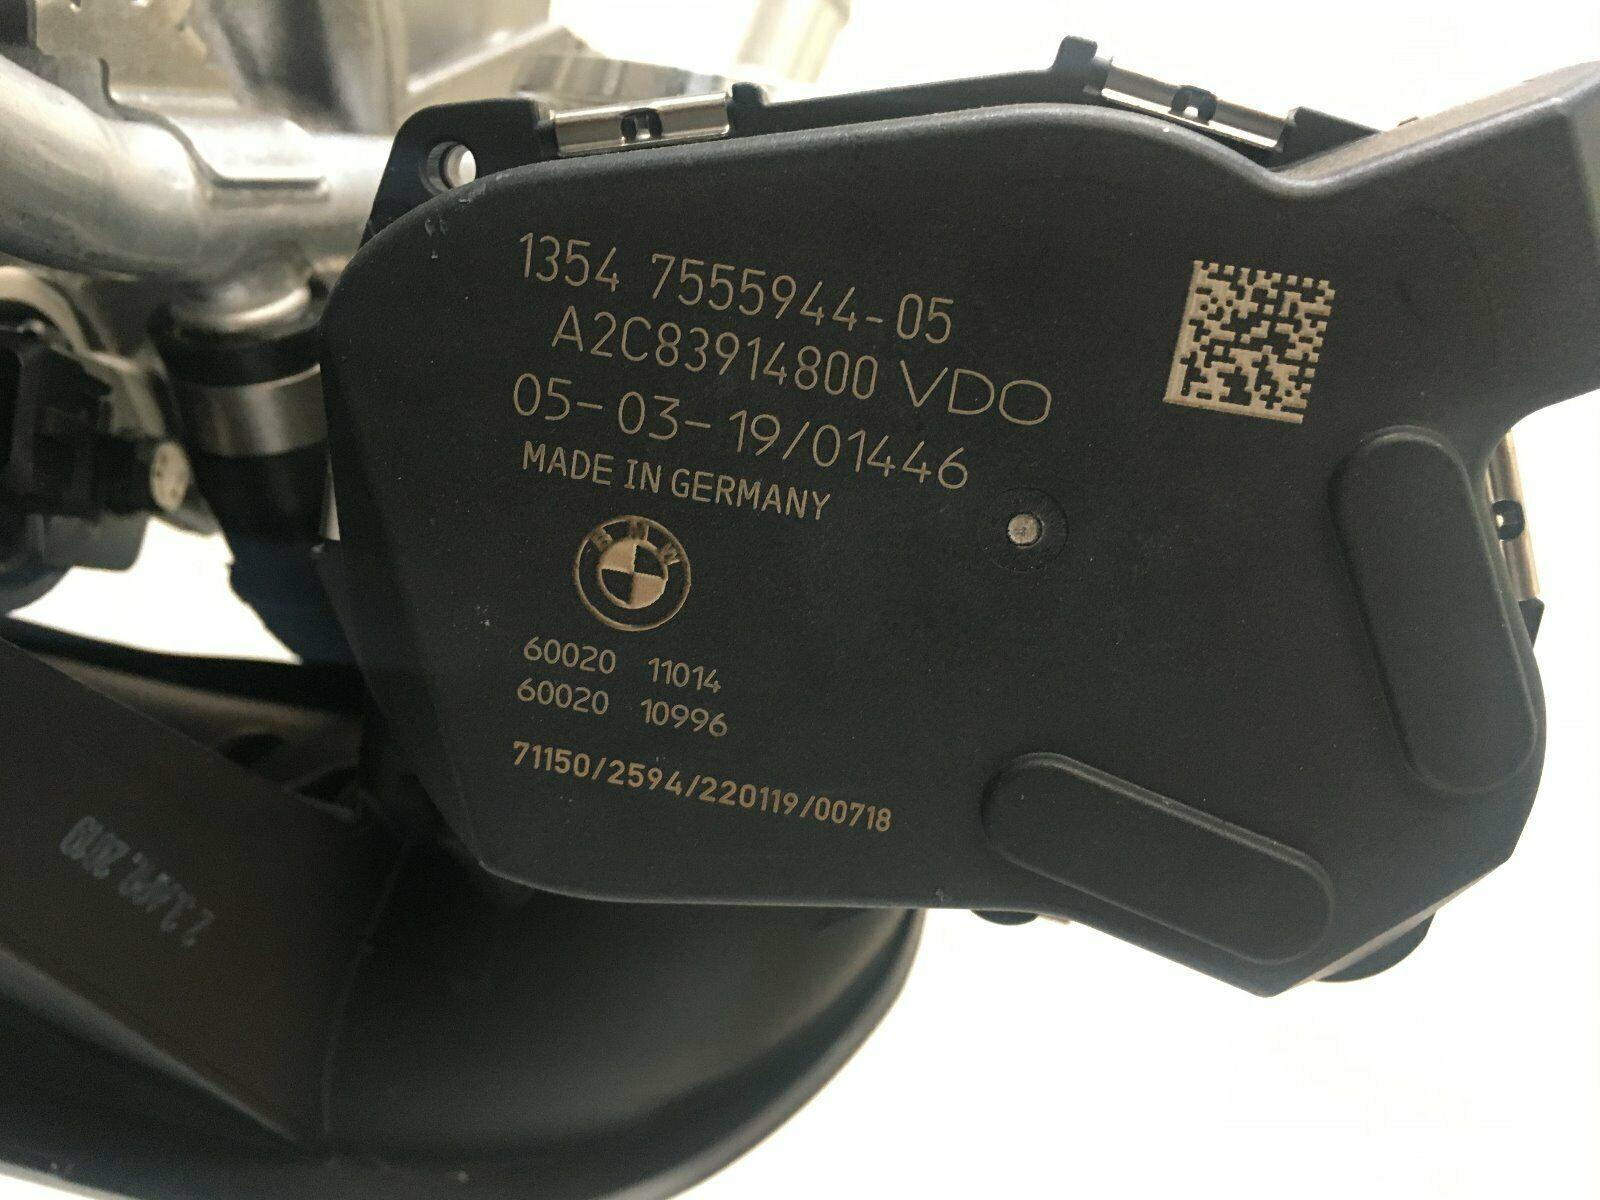 1354 7555944-05
A2C83914800 VDO
05-03-19/01446
MADE IN GERMANY
BMW
60020 11014
60020 10996
71150/2594/220119/00718